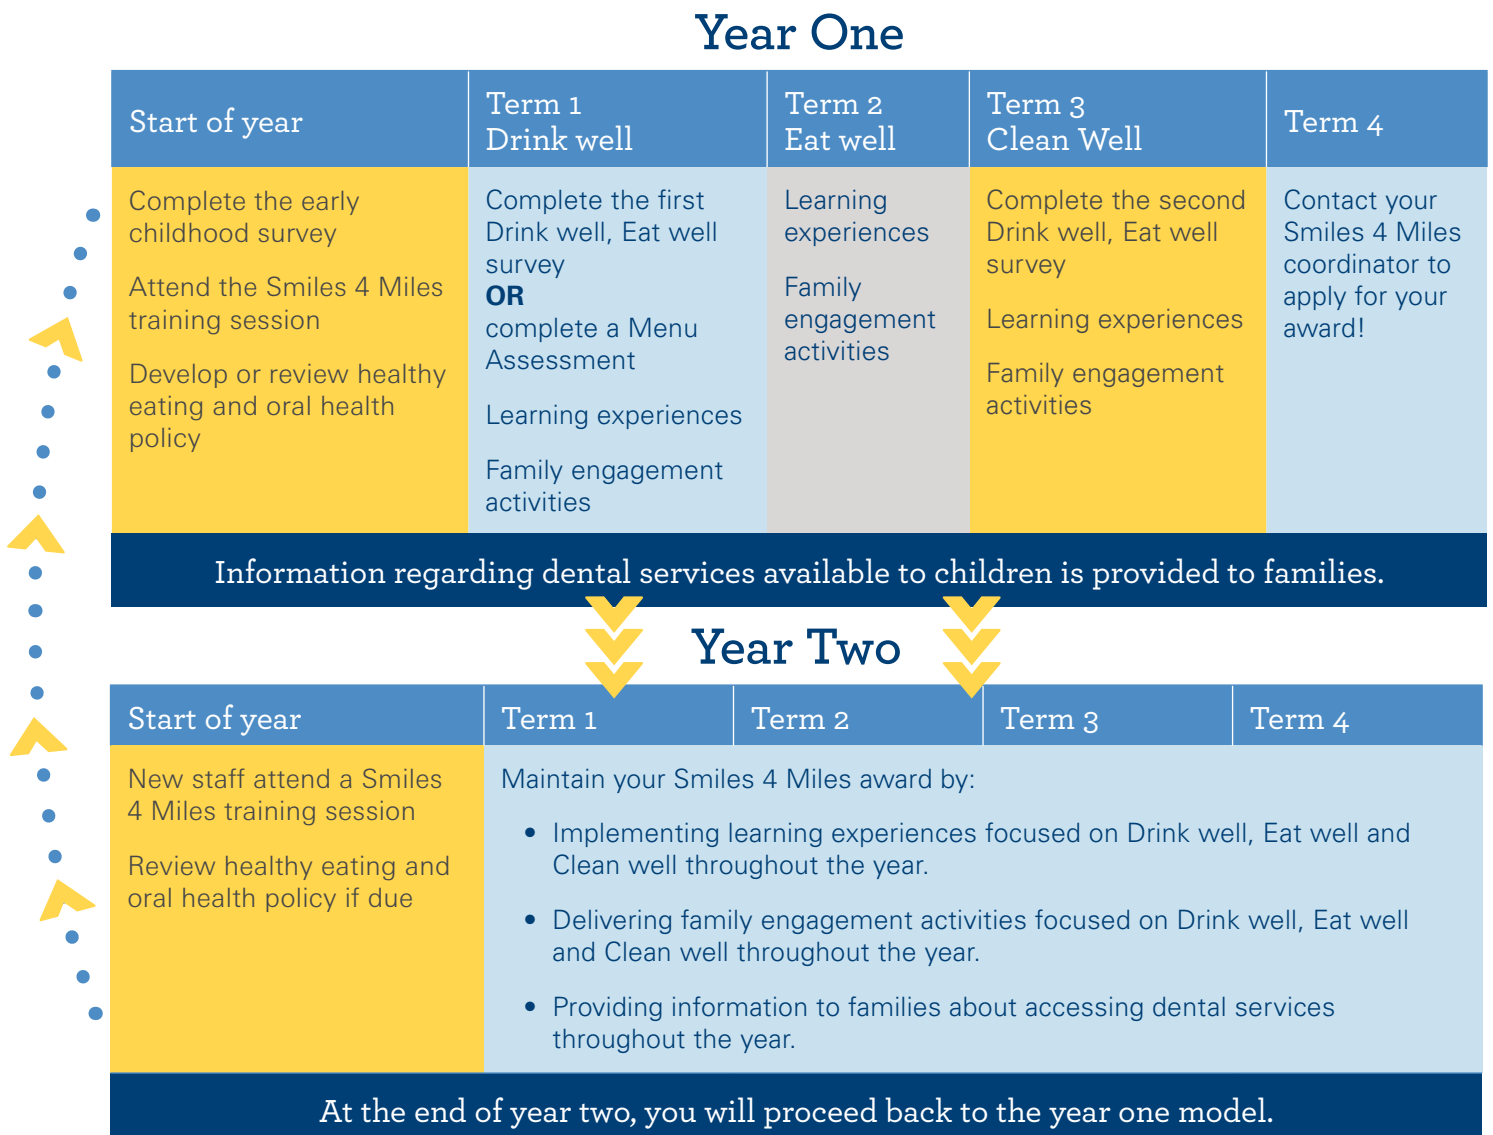 Year One
Start of year
Term 1
Drink well
Term 2
Eat well
Term 3
Clean Well
Term 4
Complete the early
childhood survey
Attend the Smiles 4 Miles
training session
Develop or review healthy
eating and oral health
policy
Complete the first
Drink well, Eat well
survey
OR
complete a Menu
Assessment
Learning experiences
Family engagement
activities
Learning
experiences
Family
engagement
activities
Complete the second
Drink well, Eat well
survey
Learning experiences
Family engagement
activities
Contact your
Smiles 4 Miles
coordinator to
apply for your
award!
Information regarding dental services available to children is provided to families.
Year Two
Start of year
Term 1
Term 2
Term 3
Term 4
New staff attend a Smiles
4 Miles training session
Review healthy eating and
oral health policy if due
Maintain your Smiles 4 Miles award by:
• Implementing learning experiences focused on Drink well, Eat well and
Clean well throughout the year.
• Delivering family engagement activities focused on Drink well, Eat well
and Clean well throughout the year.
• Providing information to families about accessing dental services
throughout the year.
At the end of year two, you will proceed back to the year one model.